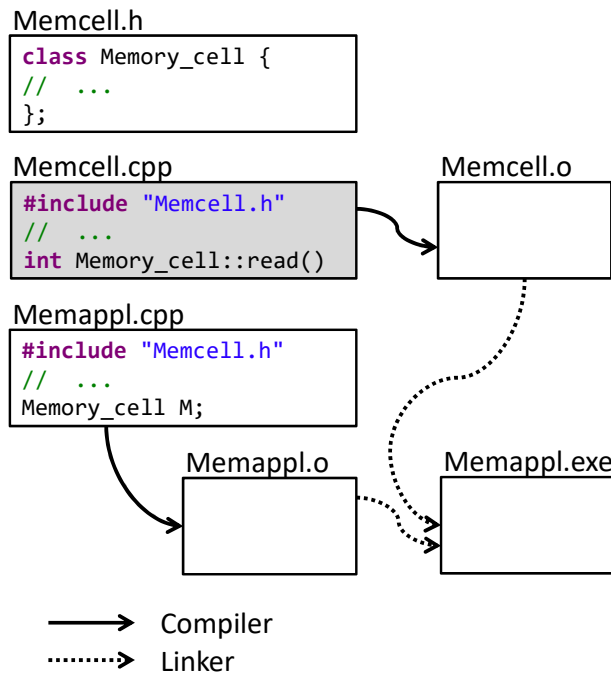 Memcell.h
class Memory_cell {
//  ...
};
Memcell.cpp
Memcell.o
#include "Memcell.h"
//  ...
int Memory_cell::read()
Memappl.cpp
#include "Memcell.h"
//  ...
Memory_cell M;
Memappl.o
Memappl.exe
Compiler
Linker